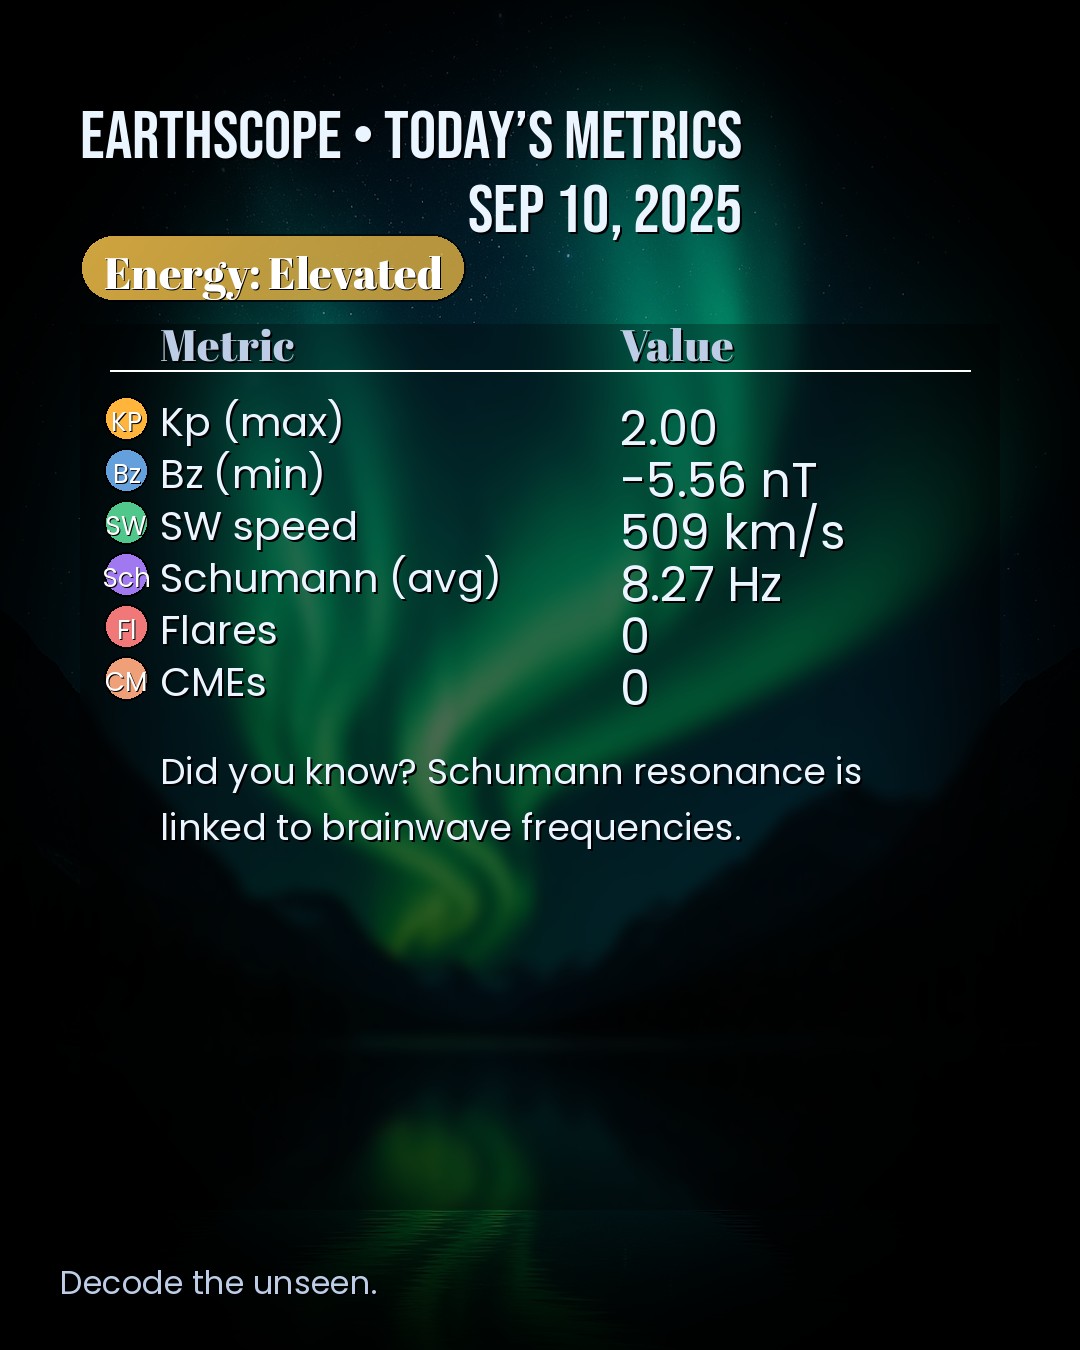 EARTHSCOPE • TODAY’S METRICS
SEP 10, 2025
Energy: Elevated
Metric Value
KP Kp (max) 2.00
Bz Bz (min) −5.56 nT
SW SW speed 509 km/s
Sch Schumann (avg) 8.27 Hz
Fl Flares 0
CM CMEs 0
Did you know? Schumann resonance is
linked to brainwave frequencies.
Decode the unseen.